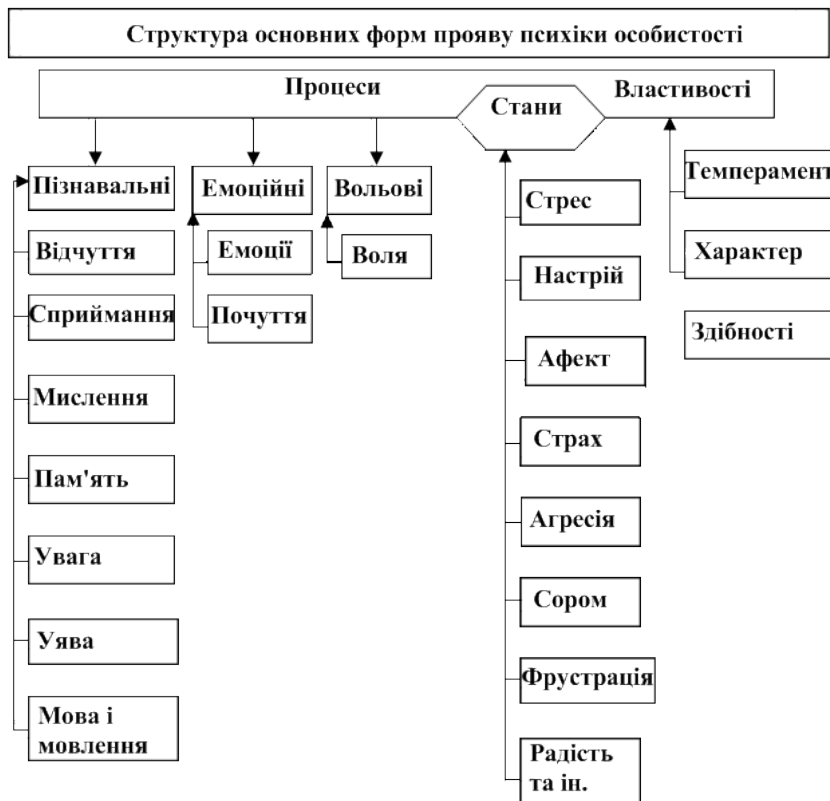 Структура основних форм прояву психіки особистості
Процеси
Стани
Властивості
Пізнавальні
Відчуття
Сприймання
Мислення
Пам'ять
Увага
Уява
Мова і
мовлення
Емоційні
Емоції
Почуття
Вольові
Воля
Стрес
Настрій
Афект
Страх
Агресія
Сором
Фрустрація
Радість
та ін.
Темперамент
Характер
Здібності